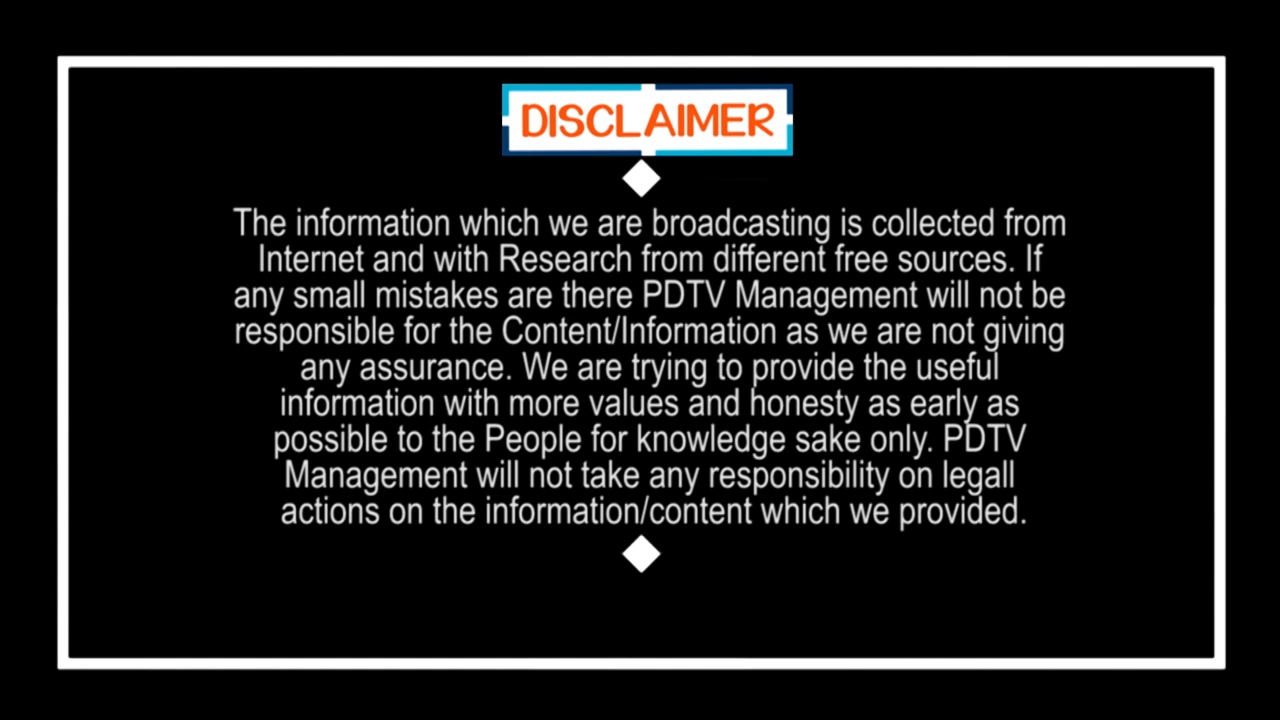 DISCLAIMER
The information which we are broadcasting is collected from
Internet and with Research from different free sources. If
any small mistakes are there PDTV Management will not be
responsible for the Content/Information as we are not giving
any assurance. We are trying to provide the useful
information with more values and honesty as early as
possible to the People for knowledge sake only. PDTV
Management will not take any responsibility on legall
actions on the information/content which we provided.